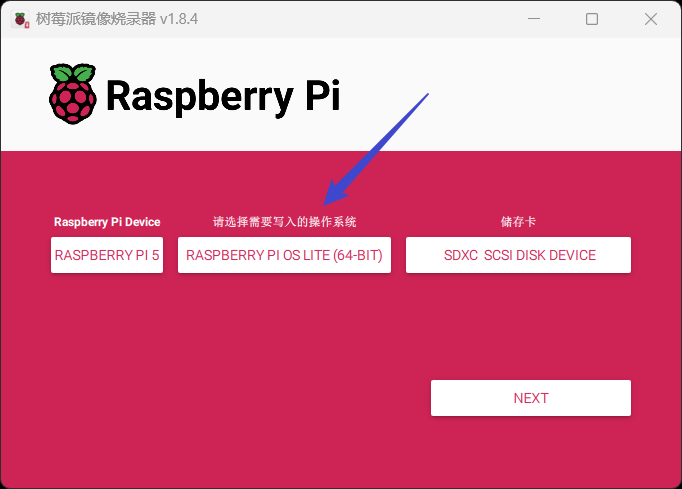 树莓派镜像烧录器 v1.8.4
Raspberry Pi
Raspberry Pi Device
请选择需要写入的操作系统
储存卡
RASPBERRY PI 5
RASPBERRY PI OS LITE (64-BIT)
SDXC SCSI DISK DEVICE
NEXT